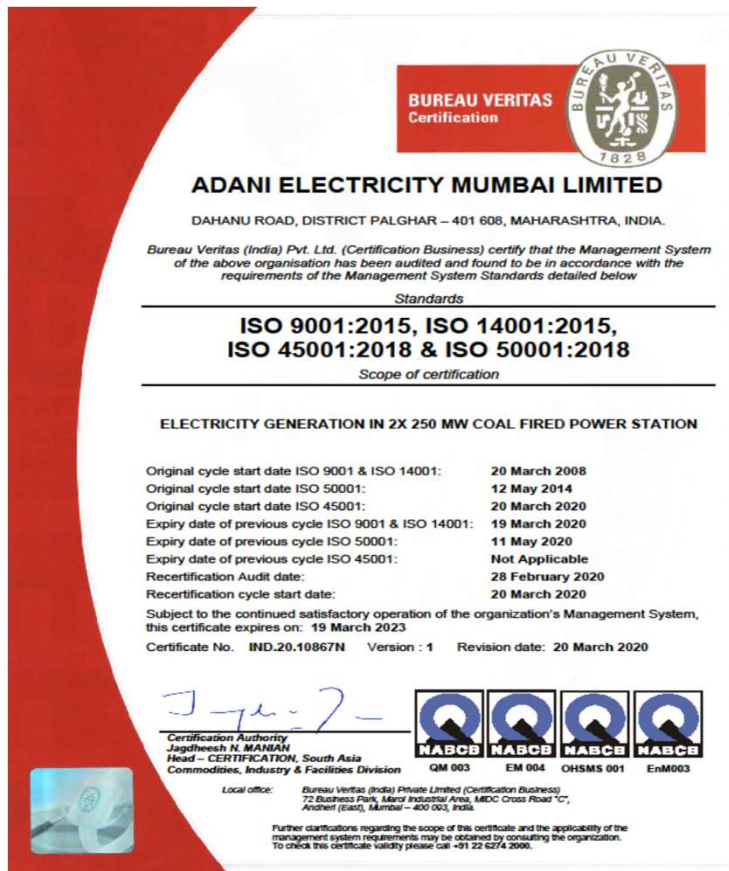 BUREAU VERITAS
Certification
BUREAU VERITAS
1828
ADANI ELECTRICITY MUMBAI LIMITED
DAHANU ROAD, DISTRICT PALGHAR – 401 608, MAHARASHTRA, INDIA.
Bureau Veritas (India) Pvt. Ltd. (Certification Business) certify that the Management System
of the above organisation has been audited and found to be in accordance with the
requirements of the Management System Standards detailed below
Standards
ISO 9001:2015, ISO 14001:2015,
ISO 45001:2018 & ISO 50001:2018
Scope of certification
ELECTRICITY GENERATION IN 2X 250 MW COAL FIRED POWER STATION
Original cycle start date ISO 9001 & ISO 14001: 20 March 2008
Original cycle start date ISO 50001: 12 May 2014
Original cycle start date ISO 45001: 20 March 2020
Expiry date of previous cycle ISO 9001 & ISO 14001: 19 March 2020
Expiry date of previous cycle ISO 50001: 11 May 2020
Expiry date of previous cycle ISO 45001: Not Applicable
Recertification Audit date: 28 February 2020
Recertification cycle start date: 20 March 2020
Subject to the continued satisfactory operation of the organization's Management System,
this certificate expires on: 19 March 2023
Certificate No. IND.20.10867N Version : 1 Revision date: 20 March 2020
Certification Authority
Jagdheesh N. MANIAN
Head – CERTIFICATION, South Asia
Commodities, Industry & Facilities Division
NABCB NABCB NABCB NABCB
QM 003 EM 004 OHSMS 001 EnM003
Local office: Bureau Veritas (India) Private Limited (Certification Business)
72 Business Park, Marol Industrial Area, MIDC Cross Road "C",
Andheri (East), Mumbai – 400 093, India.
Further clarifications regarding the scope of this certificate and the applicability of the
management system requirements may be obtained by consulting the organization.
To check this certificate validity please call +91 22 6274 2000.